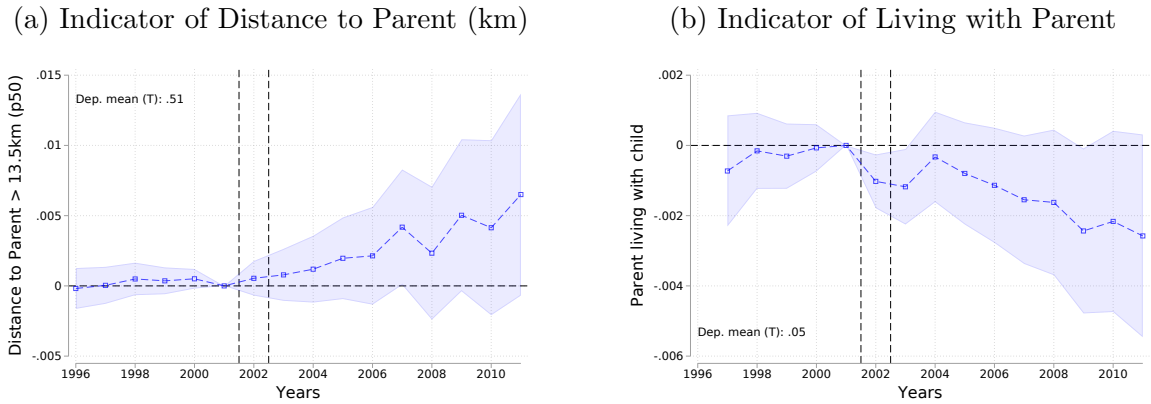 (a) Indicator of Distance to Parent (km)
Distance to Parent > 13.5km (p50)
.015
.01
.005
0
-.005
Dep. mean (T): .51
1996 1998 2000 2002 2004 2006 2008 2010
Years
(b) Indicator of Living with Parent
Parent living with child
.002
0
-.002
-.004
-.006
Dep. mean (T): .05
1996 1998 2000 2002 2004 2006 2008 2010
Years